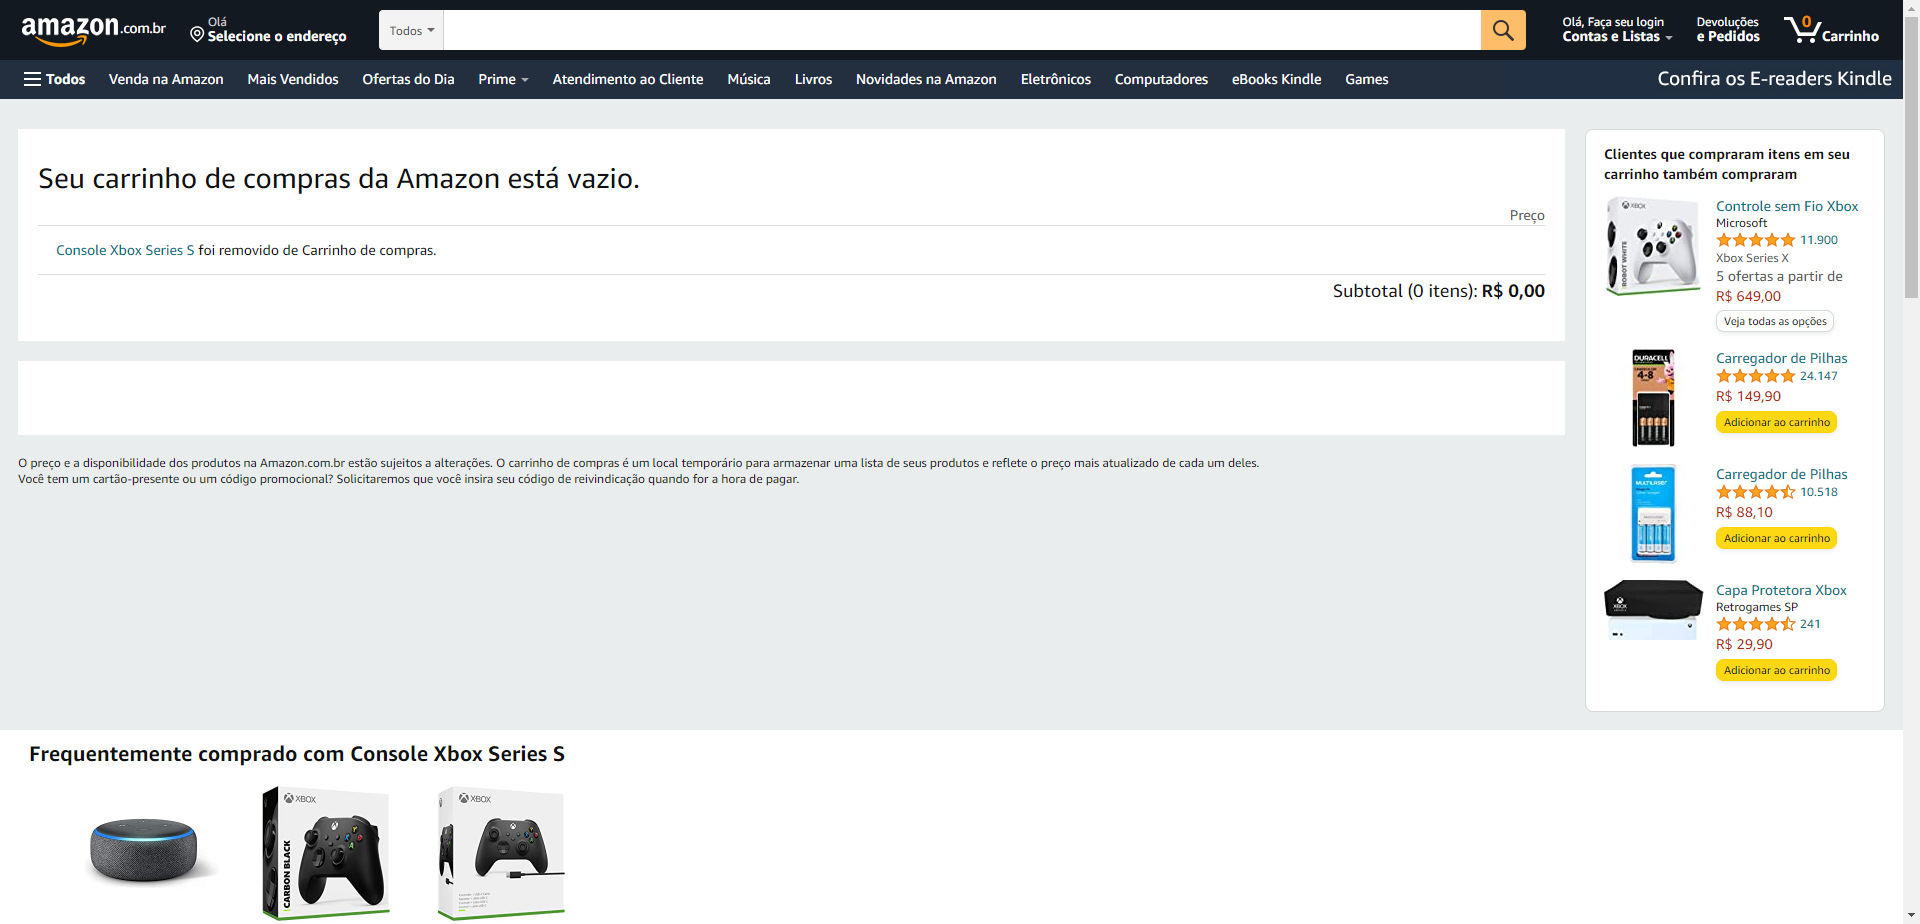 amazon.com.br
Olá
Selecione o endereço
Todos
Olá, Faça seu login
Contas e Listas
Devoluções
e Pedidos
0
Carrinho
Todos
Venda na Amazon
Mais Vendidos
Ofertas do Dia
Prime
Atendimento ao Cliente
Música
Livros
Novidades na Amazon
Eletrônicos
Computadores
eBooks Kindle
Games
Confira os E-readers Kindle
Seu carrinho de compras da Amazon está vazio.
Preço
Console Xbox Series S foi removido de Carrinho de compras.
Subtotal (0 itens): R$ 0,00
O preço e a disponibilidade dos produtos na Amazon.com.br estão sujeitos a alterações. O carrinho de compras é um local temporário para armazenar uma lista de seus produtos e reflete o preço mais atualizado de cada um deles.
Você tem um cartão-presente ou um código promocional? Solicitaremos que você insira seu código de reivindicação quando for a hora de pagar.
Clientes que compraram itens em seu
carrinho também compraram
XBOX
ROBOT WHITE
Controle sem Fio Xbox
Microsoft
11.900
Xbox Series X
5 ofertas a partir de
R$ 649,00
Veja todas as opções
DURACELL
4-8
Carregador de Pilhas
24.147
R$ 149,90
Adicionar ao carrinho
MULTILASER
Carregador de Pilhas
10.518
R$ 88,10
Adicionar ao carrinho
XBOX
Capa Protetora Xbox
Retrogames SP
241
R$ 29,90
Adicionar ao carrinho
Frequentemente comprado com Console Xbox Series S
XBOX
CARBON BLACK
XBOX